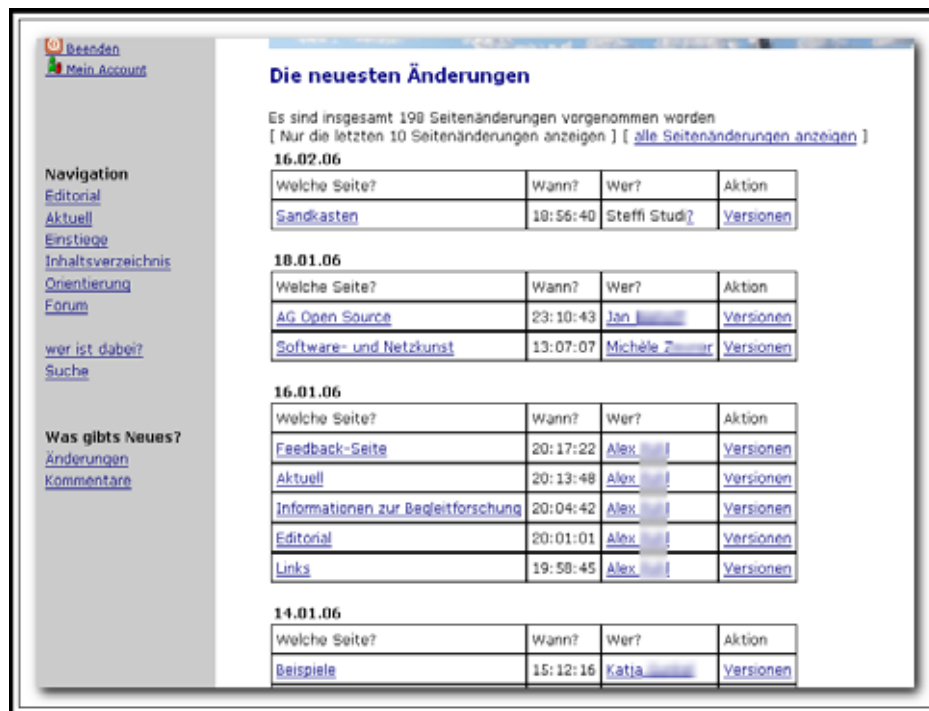 Beenden
Mein Account
Die neuesten Änderungen
Es sind insgesamt 198 Seitenänderungen vorgenommen worden
[ Nur die letzten 10 Seitenänderungen anzeigen ] [ alle Seitenänderungen anzeigen ]
Navigation
Editorial
Aktuell
Einstiege
Inhaltsverzeichnis
Orientierung
Forum
wer ist dabei?
Suche
Was gibts Neues?
Änderungen
Kommentare
16.02.06
Welche Seite? Wann? Wer? Aktion
Sandkasten 18:56:40 Steffi Studi? Versionen
18.01.06
Welche Seite? Wann? Wer? Aktion
AG Open Source 23:10:43 Jan Versionen
Software- und Netzkunst 13:07:07 Michèle Versionen
16.01.06
Welche Seite? Wann? Wer? Aktion
Feedback-Seite 20:17:22 Alex Versionen
Aktuell 20:13:48 Alex Versionen
Informationen zur Begleitforschung 20:04:42 Alex Versionen
Editorial 20:01:01 Alex Versionen
Links 19:58:45 Alex Versionen
14.01.06
Welche Seite? Wann? Wer? Aktion
Beispiele 15:12:16 Katja Versionen